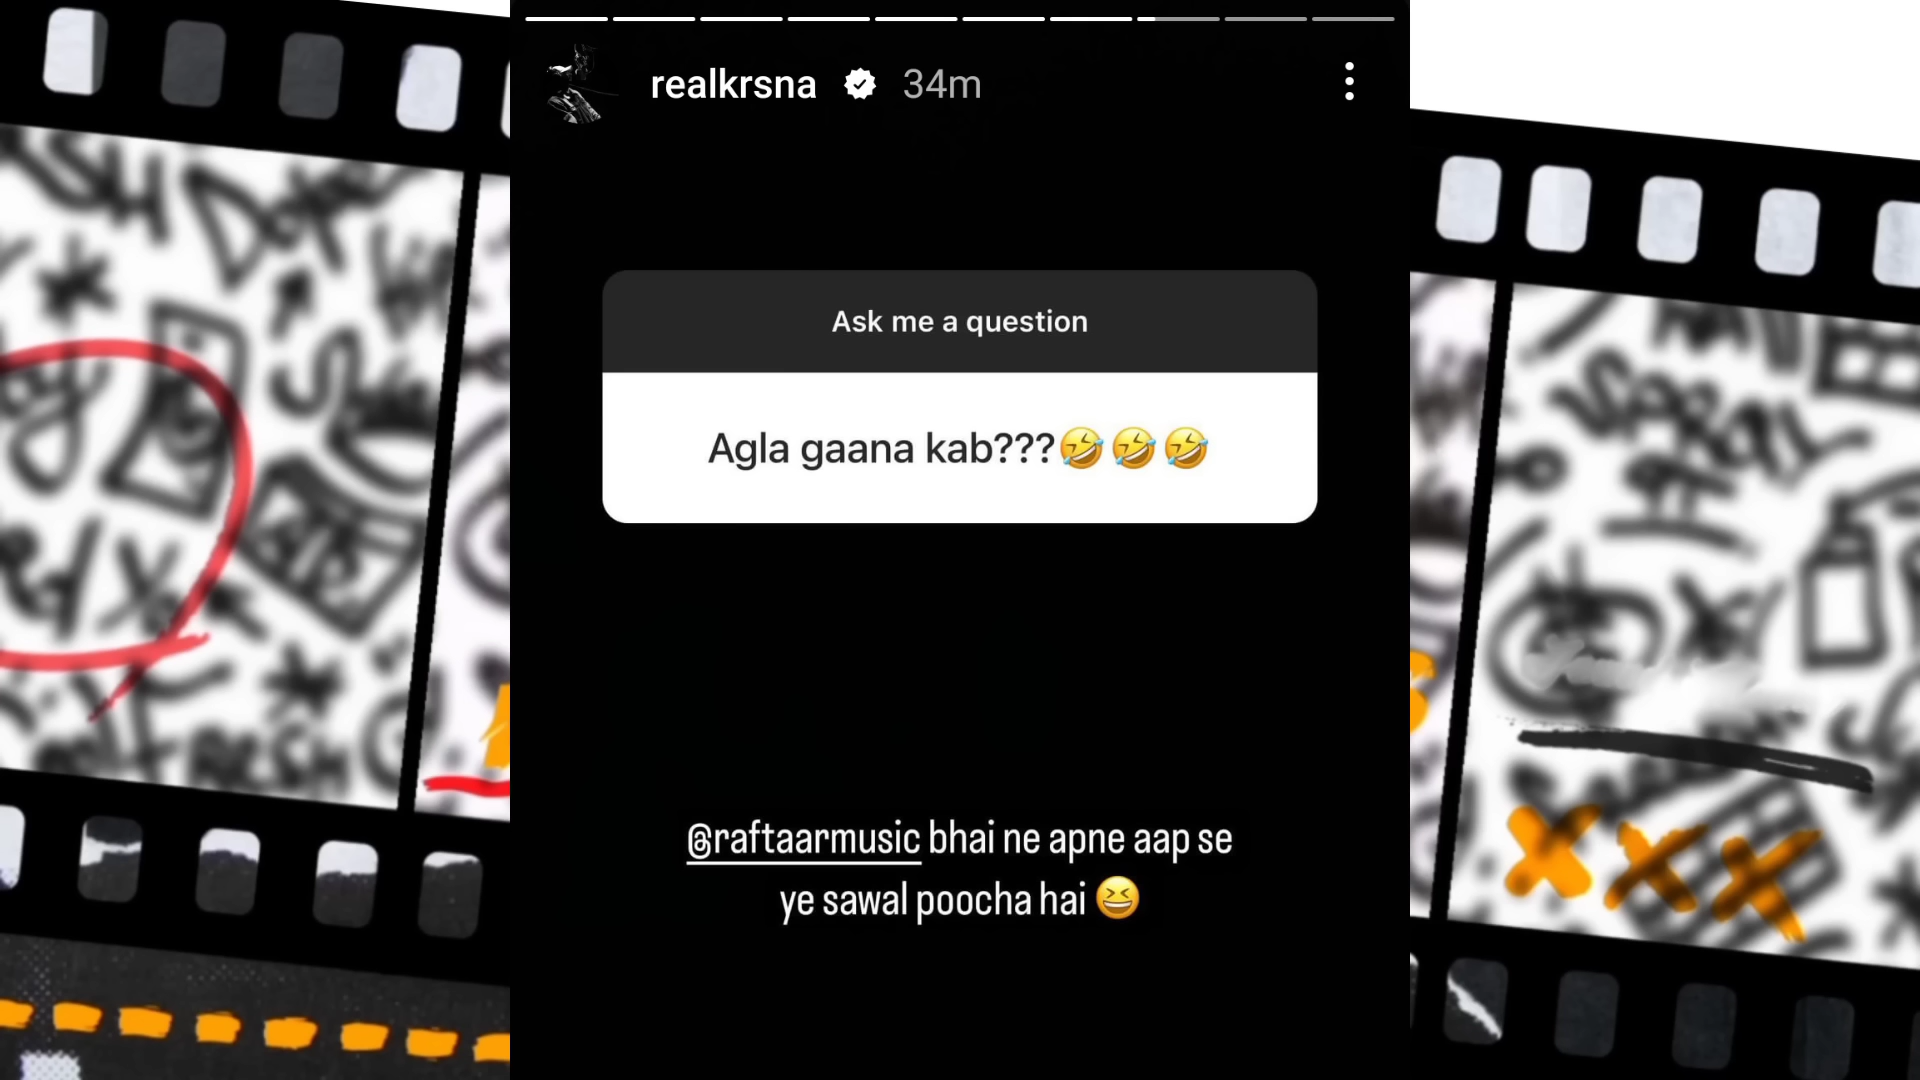 realkrsna 34m
Ask me a question
Agla gaana kab???🤣🤣🤣
@raftaarmusic bhai ne apne aap se
ye sawal poocha hai 😆